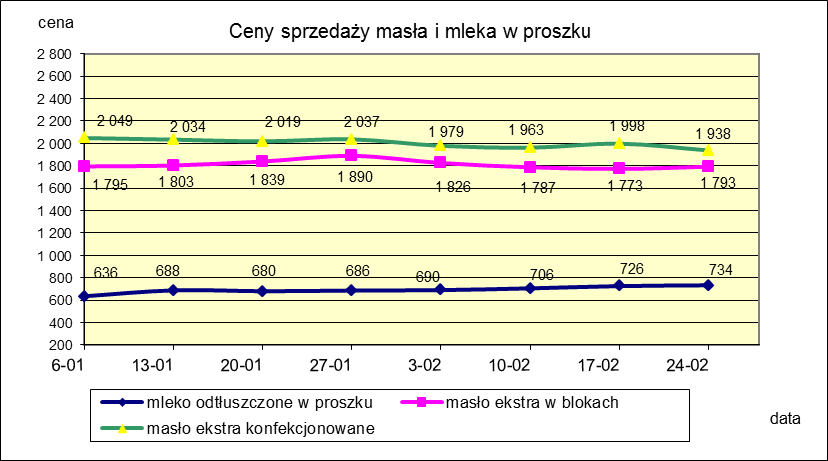 cena
Ceny sprzedaży masła i mleka w proszku
2 800
2 600
2 400
2 200
2 000
1 800
1 600
1 400
1 200
1 000
800
600
400
200
2 049 2 034 2 019 2 037 1 979 1 963 1 998 1 938
1 795 1 803 1 839 1 890 1 826 1 787 1 773 1 793
636 688 680 686 690 706 726 734
6-01 13-01 20-01 27-01 3-02 10-02 17-02 24-02
mleko odtłuszczone w proszku masło ekstra w blokach
masło ekstra konfekcjonowane
data